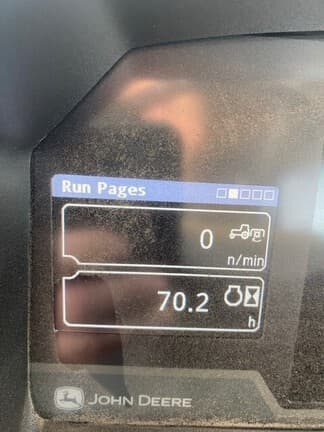 Run Pages
0
n/min
70.2
h
JOHN DEERE